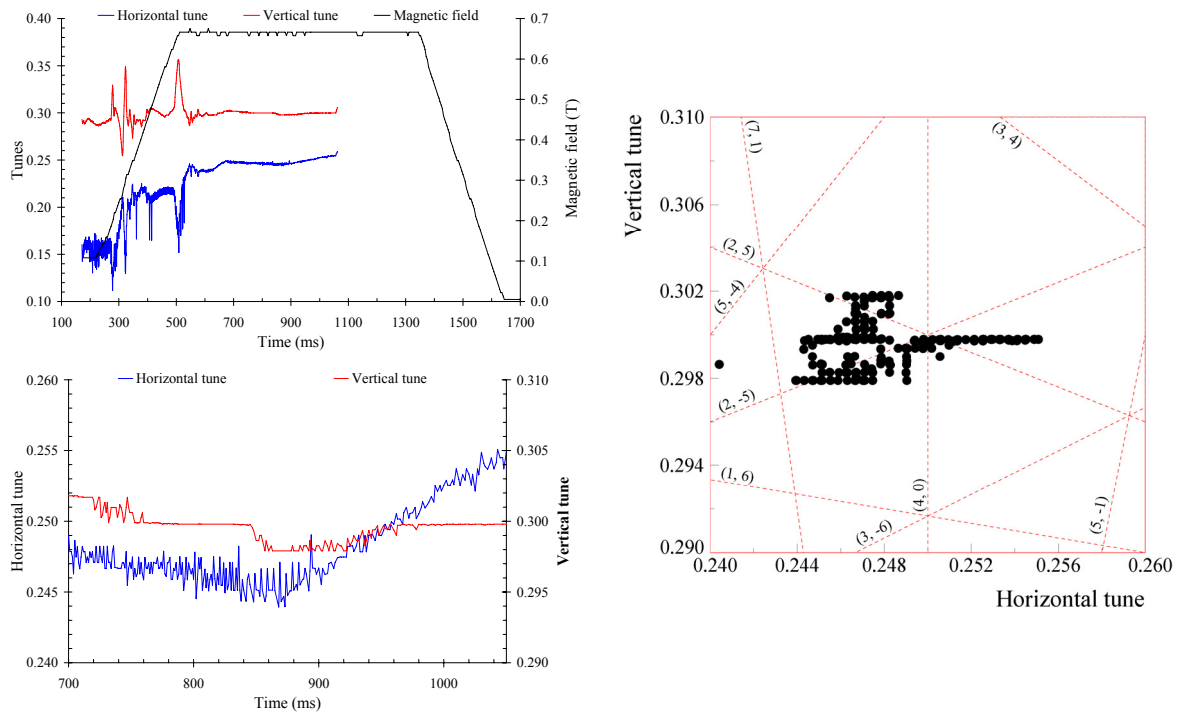 Horizontal tune Vertical tune Magnetic field
0.40 0.7
0.35 0.6
0.5
0.30 0.4
0.25 0.3
0.20 0.2
0.15 0.1
0.10 0.0
Tunes
Magnetic field (T)
100 300 500 700 900 1100 1300 1500 1700
Time (ms)
Horizontal tune Vertical tune
0.260 0.310
0.255 0.305
0.250 0.300
0.245 0.295
0.240 0.290
Horizontal tune
Vertical tune
700 800 900 1000
Time (ms)
0.310
0.306
0.302
0.298
0.294
0.290
Vertical tune
(7, 1)
(3, 4)
(2, 5)
(5, -4)
(2, -5)
(1, 6)
(4, 0)
(3, -6)
(5, -1)
0.240 0.244 0.248 0.252 0.256 0.260
Horizontal tune